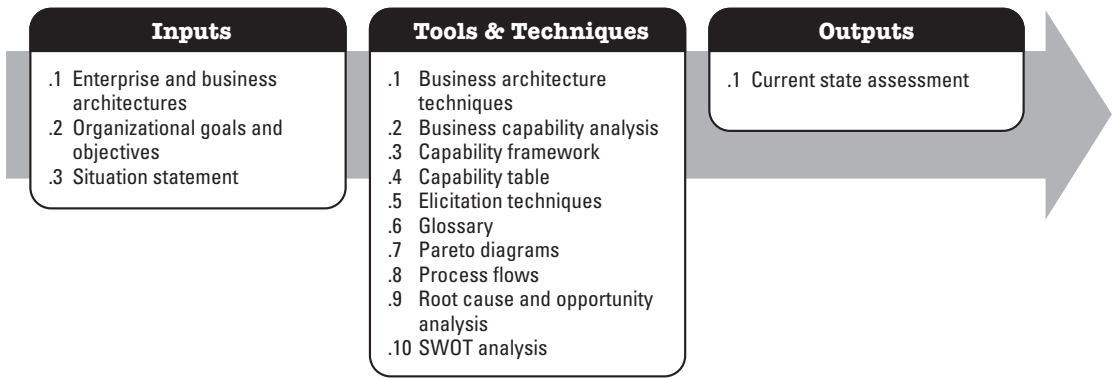 Inputs
.1 Enterprise and business
architectures
.2 Organizational goals and
objectives
.3 Situation statement
Tools & Techniques
.1 Business architecture
techniques
.2 Business capability analysis
.3 Capability framework
.4 Capability table
.5 Elicitation techniques
.6 Glossary
.7 Pareto diagrams
.8 Process flows
.9 Root cause and opportunity
analysis
.10 SWOT analysis
Outputs
.1 Current state assessment